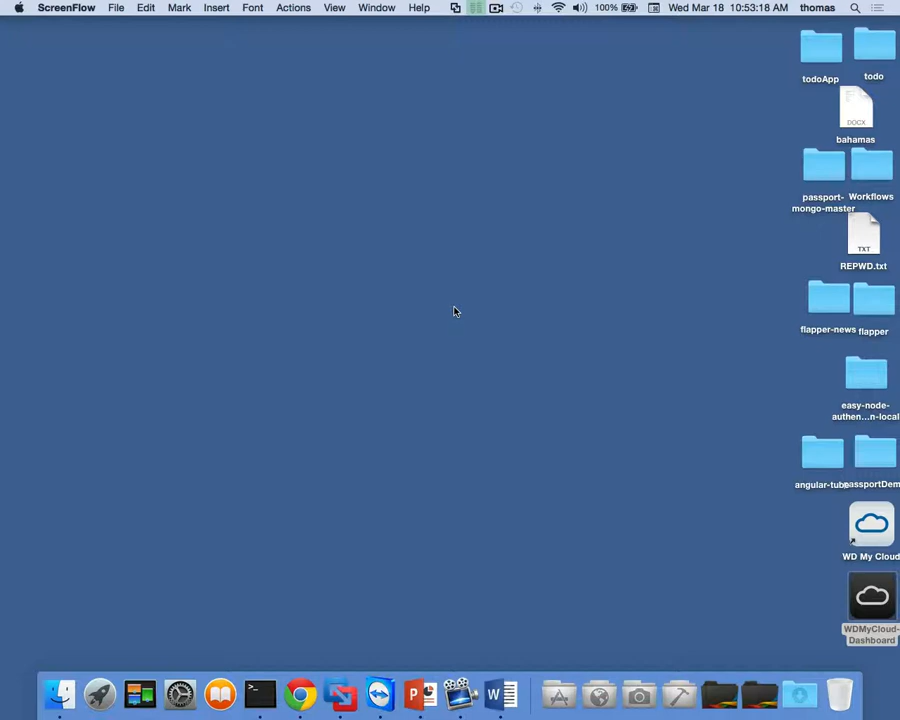 ScreenFlow File Edit Mark Insert Font Actions View Window Help 100% Wed Mar 18 10:53:18 AM thomas
todoApp
todo
DOCX
bahamas
passport-
mongo-master
Workflows
TXT
REPWD.txt
flapper-news
flapper
easy-node-
authen...n-local
angular-tub
assportDem
WD My Cloud
WDMyCloud-
Dashboard
>_
P
W